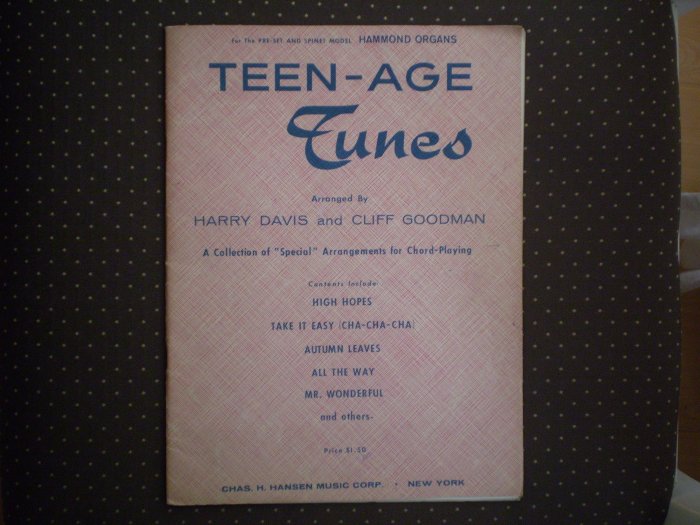 For The PRE-SET AND SPINET MODEL HAMMOND ORGANS
TEEN-AGE
Tunes
Arranged By
HARRY DAVIS and CLIFF GOODMAN
A Collection of "Special" Arrangements for Chord-Playing
Contents Include:
HIGH HOPES
TAKE IT EASY (CHA-CHA-CHA)
AUTUMN LEAVES
ALL THE WAY
MR. WONDERFUL
and others-
Price $1.50
CHAS. H. HANSEN MUSIC CORP. · NEW YORK